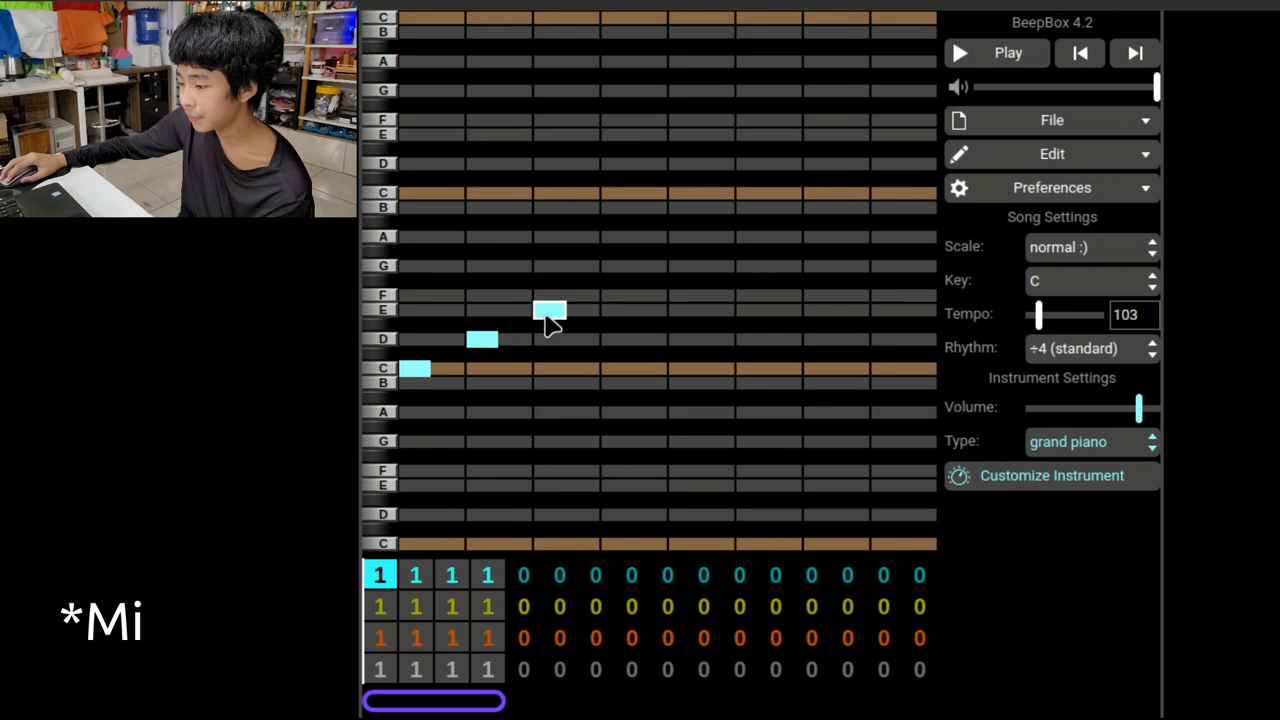 C
B
A
G
F
E
D
C
B
A
G
F
E
D
C
B
A
G
F
E
D
C
BeepBox 4.2
Play
File
Edit
Preferences
Song Settings
Scale: normal :)
Key: C
Tempo: 103
Rhythm: ÷4 (standard)
Instrument Settings
Volume:
Type: grand piano
Customize Instrument
1 1 1 1 0 0 0 0 0 0 0 0 0 0 0 0
1 1 1 1 0 0 0 0 0 0 0 0 0 0 0 0
1 1 1 1 0 0 0 0 0 0 0 0 0 0 0 0
1 1 1 1 0 0 0 0 0 0 0 0 0 0 0 0
*Mi